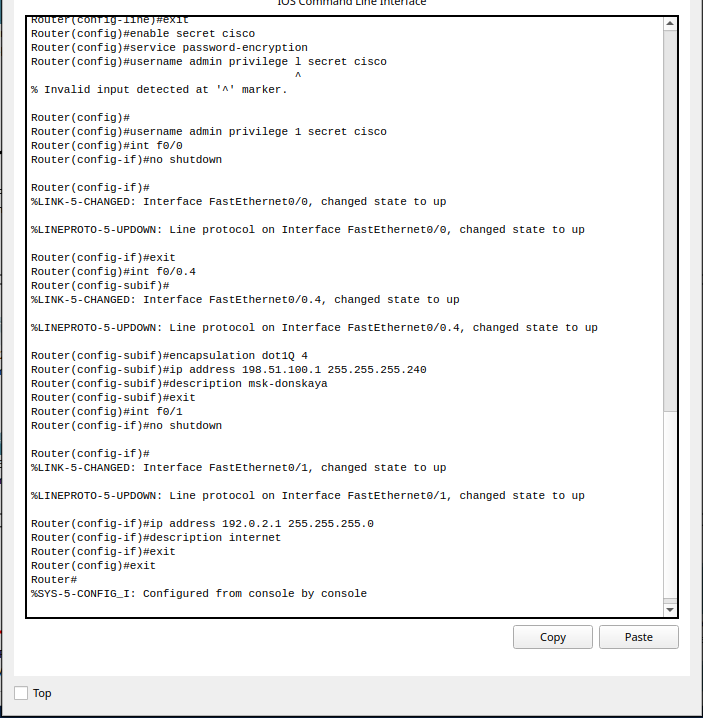 IOS Command Line Interface
Router(config-line)#exit
Router(config)#enable secret cisco
Router(config)#service password-encryption
Router(config)#username admin privilege l secret cisco
^
% Invalid input detected at '^' marker.
Router(config)#
Router(config)#username admin privilege 1 secret cisco
Router(config)#int f0/0
Router(config-if)#no shutdown
Router(config-if)#
%LINK-5-CHANGED: Interface FastEthernet0/0, changed state to up
%LINEPROTO-5-UPDOWN: Line protocol on Interface FastEthernet0/0, changed state to up
Router(config-if)#exit
Router(config)#int f0/0.4
Router(config-subif)#
%LINK-5-CHANGED: Interface FastEthernet0/0.4, changed state to up
%LINEPROTO-5-UPDOWN: Line protocol on Interface FastEthernet0/0.4, changed state to up
Router(config-subif)#encapsulation dot1Q 4
Router(config-subif)#ip address 198.51.100.1 255.255.255.240
Router(config-subif)#description msk-donskaya
Router(config-subif)#exit
Router(config)#int f0/1
Router(config-if)#no shutdown
Router(config-if)#
%LINK-5-CHANGED: Interface FastEthernet0/1, changed state to up
%LINEPROTO-5-UPDOWN: Line protocol on Interface FastEthernet0/1, changed state to up
Router(config-if)#ip address 192.0.2.1 255.255.255.0
Router(config-if)#description internet
Router(config-if)#exit
Router(config)#exit
Router#
%SYS-5-CONFIG_I: Configured from console by console
Copy
Paste
Top